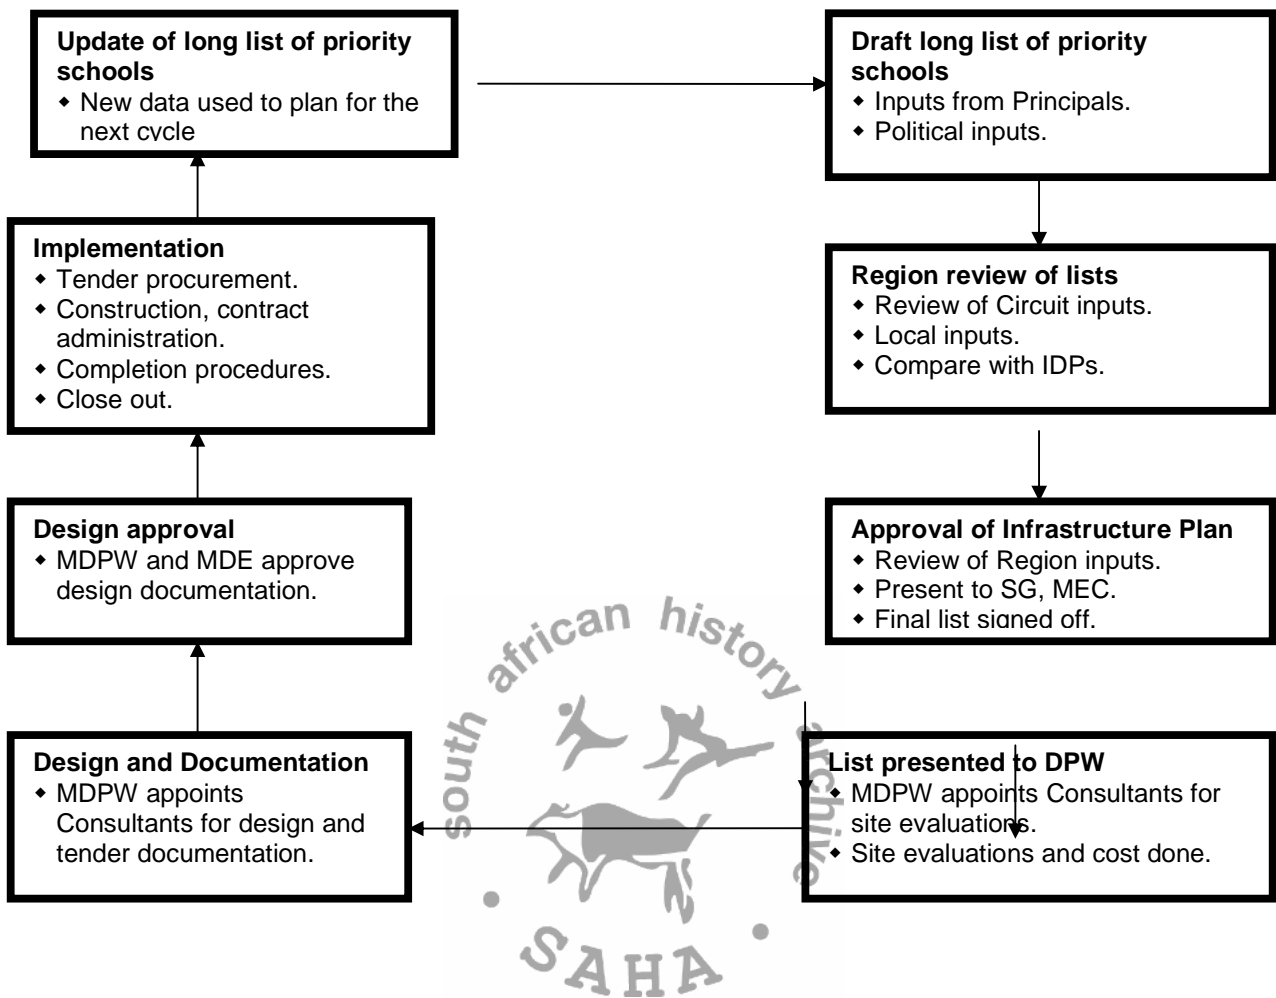 Update of long list of priority
schools
◆ New data used to plan for the
next cycle
Draft long list of priority
schools
◆ Inputs from Principals.
◆ Political inputs.
Region review of lists
◆ Review of Circuit inputs.
◆ Local inputs.
◆ Compare with IDPs.
Approval of Infrastructure Plan
◆ Review of Region inputs.
◆ Present to SG, MEC.
◆ Final list signed off.
List presented to DPW
◆ MDPW appoints Consultants for
site evaluations.
◆ Site evaluations and cost done.
Design and Documentation
◆ MDPW appoints
Consultants for design and
tender documentation.
Design approval
◆ MDPW and MDE approve
design documentation.
Implementation
◆ Tender procurement.
◆ Construction, contract
administration.
◆ Completion procedures.
◆ Close out.
south african history archive
• SAHA •